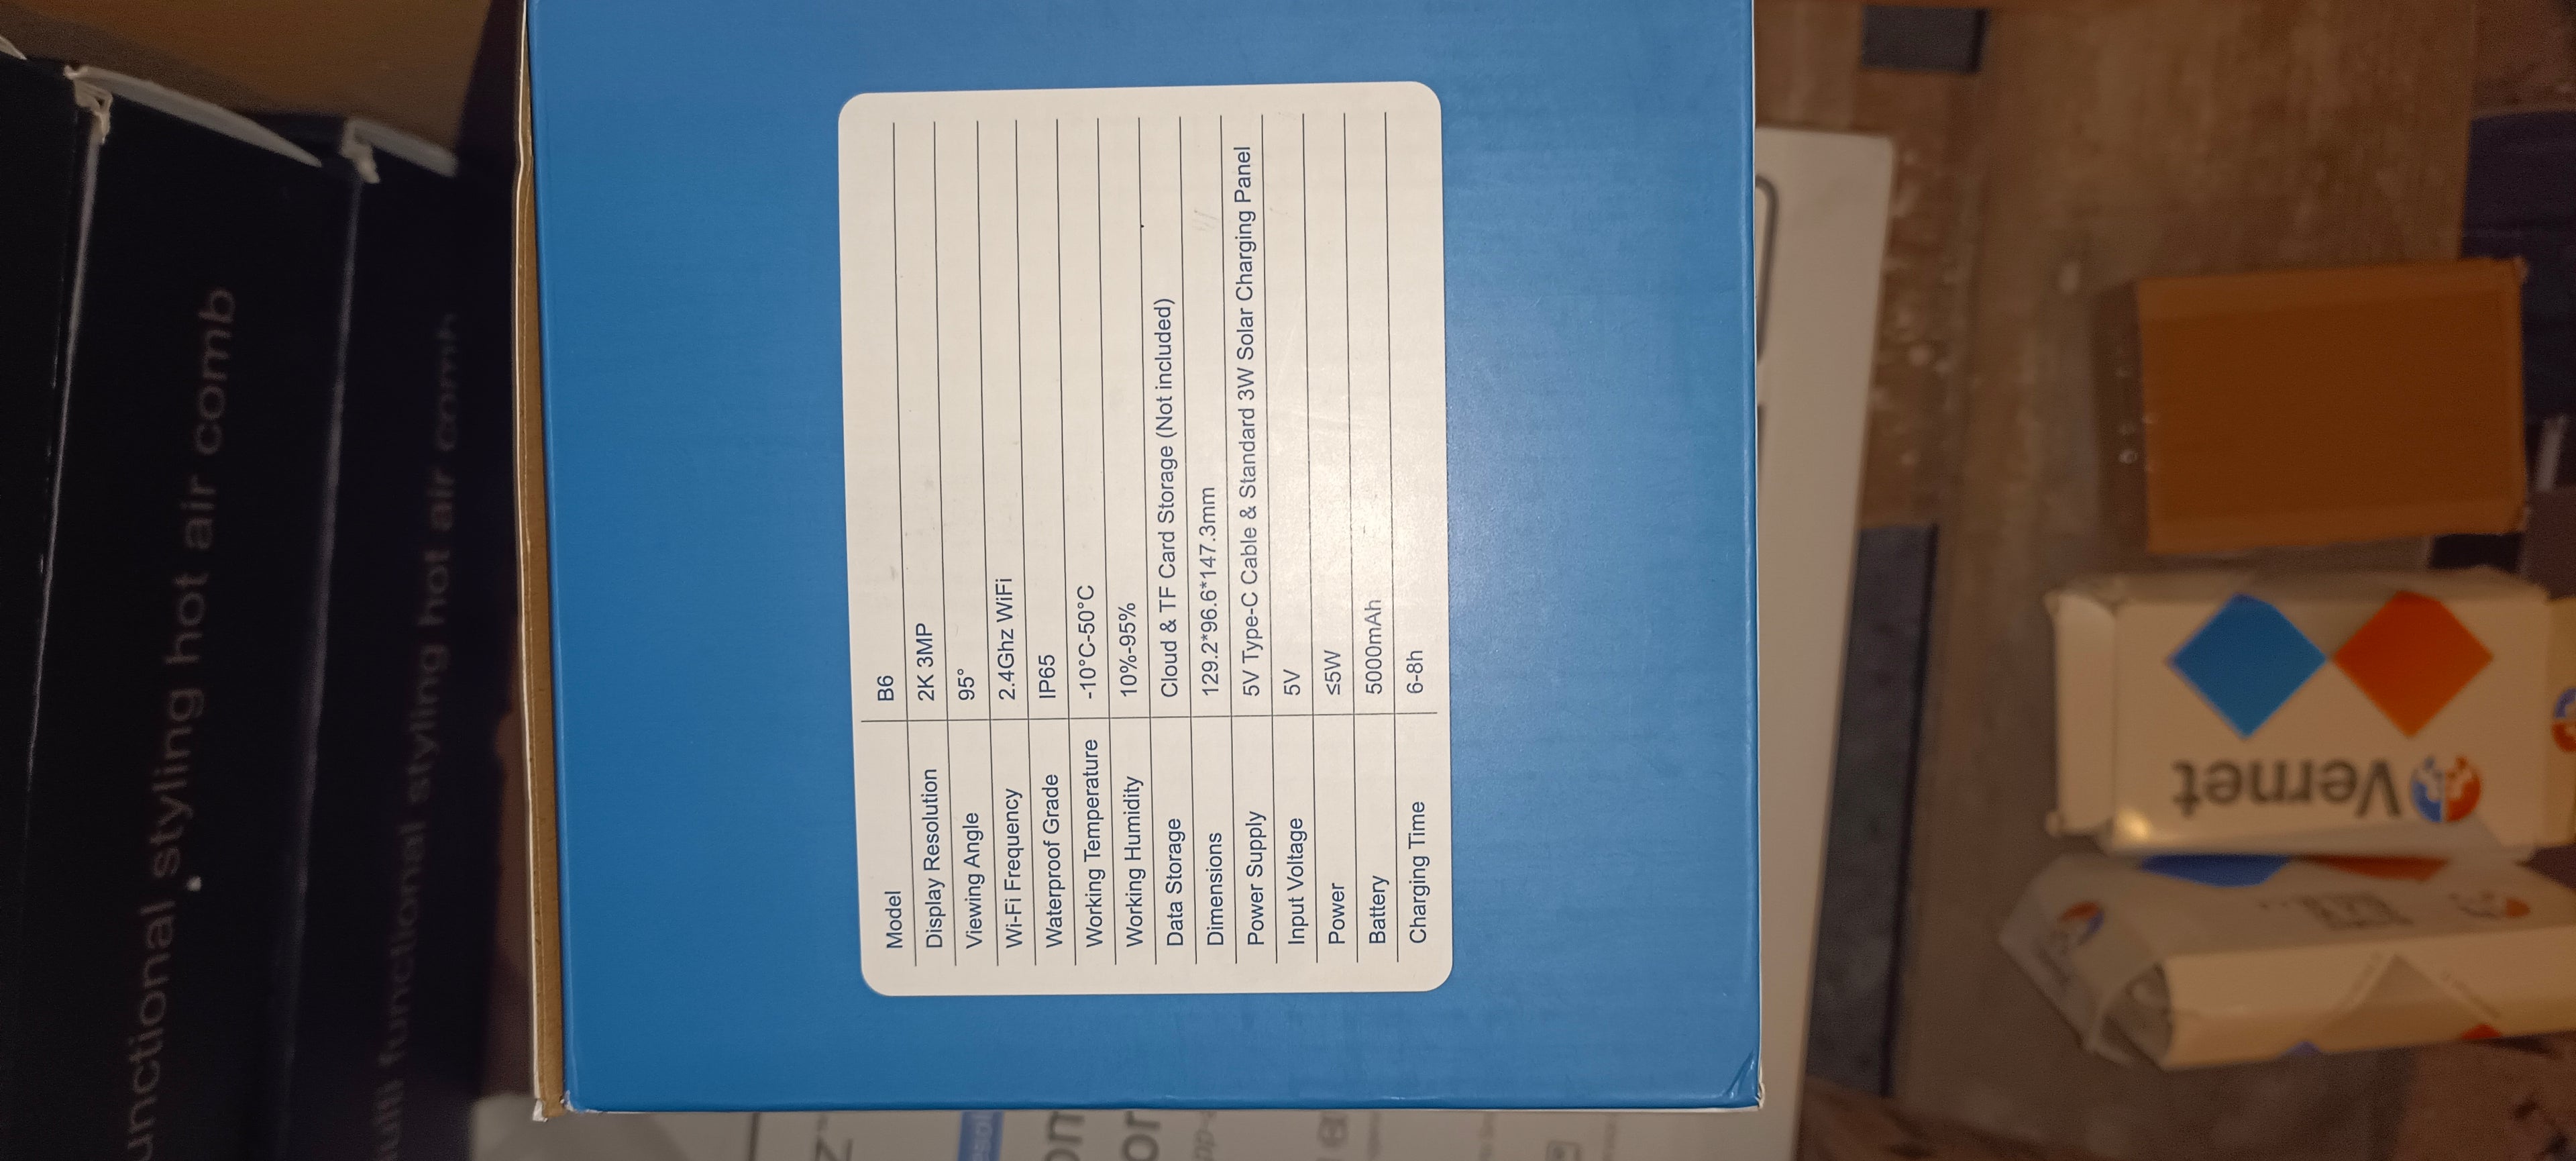 Model B6
Display Resolution 2K 3MP
Viewing Angle 95°
Wi-Fi Frequency 2.4Ghz WiFi
Waterproof Grade IP65
Working Temperature -10°C-50°C
Working Humidity 10%-95%
Data Storage Cloud & TF Card Storage (Not included)
Dimensions 129.2*96.6*147.3mm
Power Supply 5V Type-C Cable & Standard 3W Solar Charging Panel
Input Voltage 5V
Power ≤5W
Battery 5000mAh
Charging Time 6-8h
styling hot air comb
functional styling hot air comb
Vernet